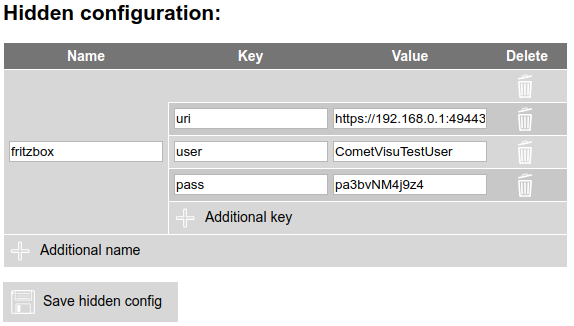 Hidden configuration:
Name Key Value Delete
uri https://192.168.0.1:49443
fritzbox user CometVisuTestUser
pass pa3bvNM4j9z4
Additional key
Additional name
Save hidden config